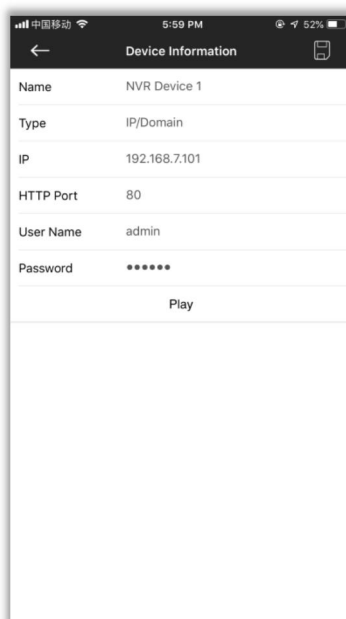 中国移动 5:59 PM 52%
Device Information
Name NVR Device 1
Type IP/Domain
IP 192.168.7.101
HTTP Port 80
User Name admin
Password ●●●●●●
Play